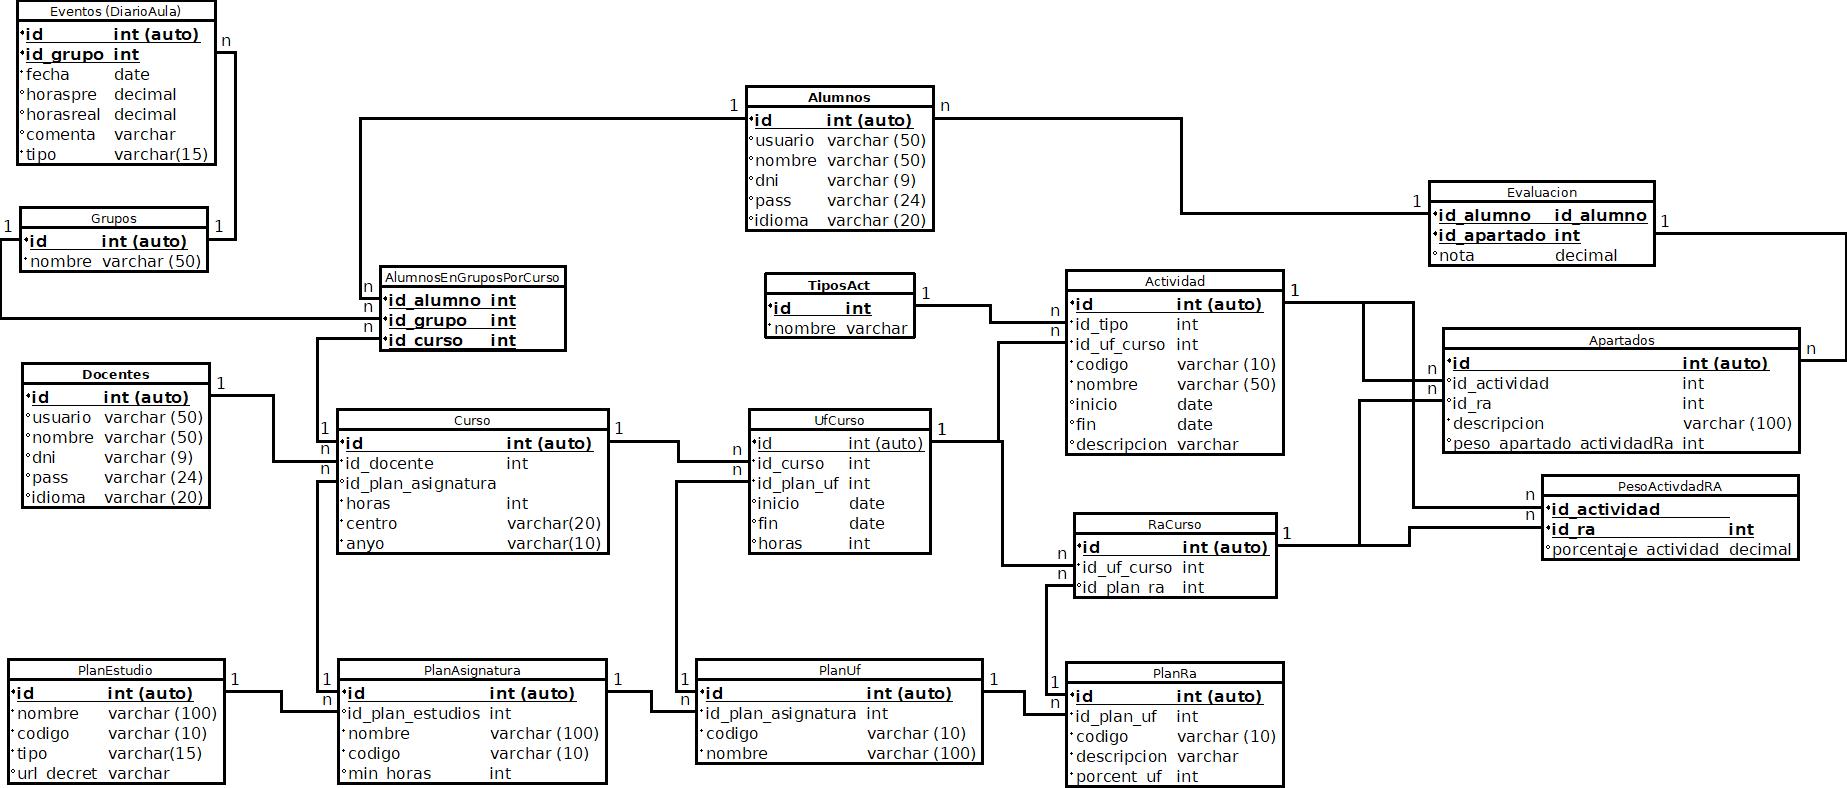 Eventos (DiarioAula)
id int (auto)
id_grupo int
fecha date
horaspre decimal
horasreal decimal
comenta varchar
tipo varchar(15)
n
1
Grupos
1
id int (auto)
nombre varchar (50)
1
Alumnos
n
id int (auto)
usuario varchar (50)
nombre varchar (50)
dni varchar (9)
pass varchar (24)
idioma varchar (20)
AlumnosEnGruposPorCurso
n
id_alumno int
n
id_grupo int
n
id_curso int
TiposAct
1
id int
nombre varchar
Actividad
1
id int (auto)
n
id_tipo int
n
id_uf_curso int
codigo varchar (10)
nombre varchar (50)
inicio date
fin date
descripcion varchar
Evaluacion
1
1
id_alumno id_alumno
id_apartado int
nota decimal
Apartados
n
id int (auto)
n
id_actividad int
n
id_ra int
descripcion varchar (100)
peso_apartado_actividadRa int
Docentes
1
id int (auto)
usuario varchar (50)
nombre varchar (50)
dni varchar (9)
pass varchar (24)
idioma varchar (20)
Curso
1
1
id int (auto)
n
id_docente int
n
id_plan_asignatura
horas int
centro varchar(20)
anyo varchar(10)
UfCurso
1
id int (auto)
n
id_curso int
n
id_plan_uf int
inicio date
fin date
horas int
PesoActivdadRA
n
id_actividad
n
id_ra int
porcentaje_actividad decimal
RaCurso
1
id int (auto)
n
id_uf_curso int
n
id_plan_ra int
PlanEstudio
1
id int (auto)
nombre varchar (100)
codigo varchar (10)
tipo varchar(15)
url_decret varchar
PlanAsignatura
1
1
id int (auto)
n
id_plan_estudios int
nombre varchar (100)
codigo varchar (10)
min_horas int
PlanUf
1
1
id int (auto)
n
id_plan_asignatura int
codigo varchar (10)
nombre varchar (100)
PlanRa
1
id int (auto)
n
id_plan_uf int
codigo varchar (10)
descripcion varchar
porcent_uf int